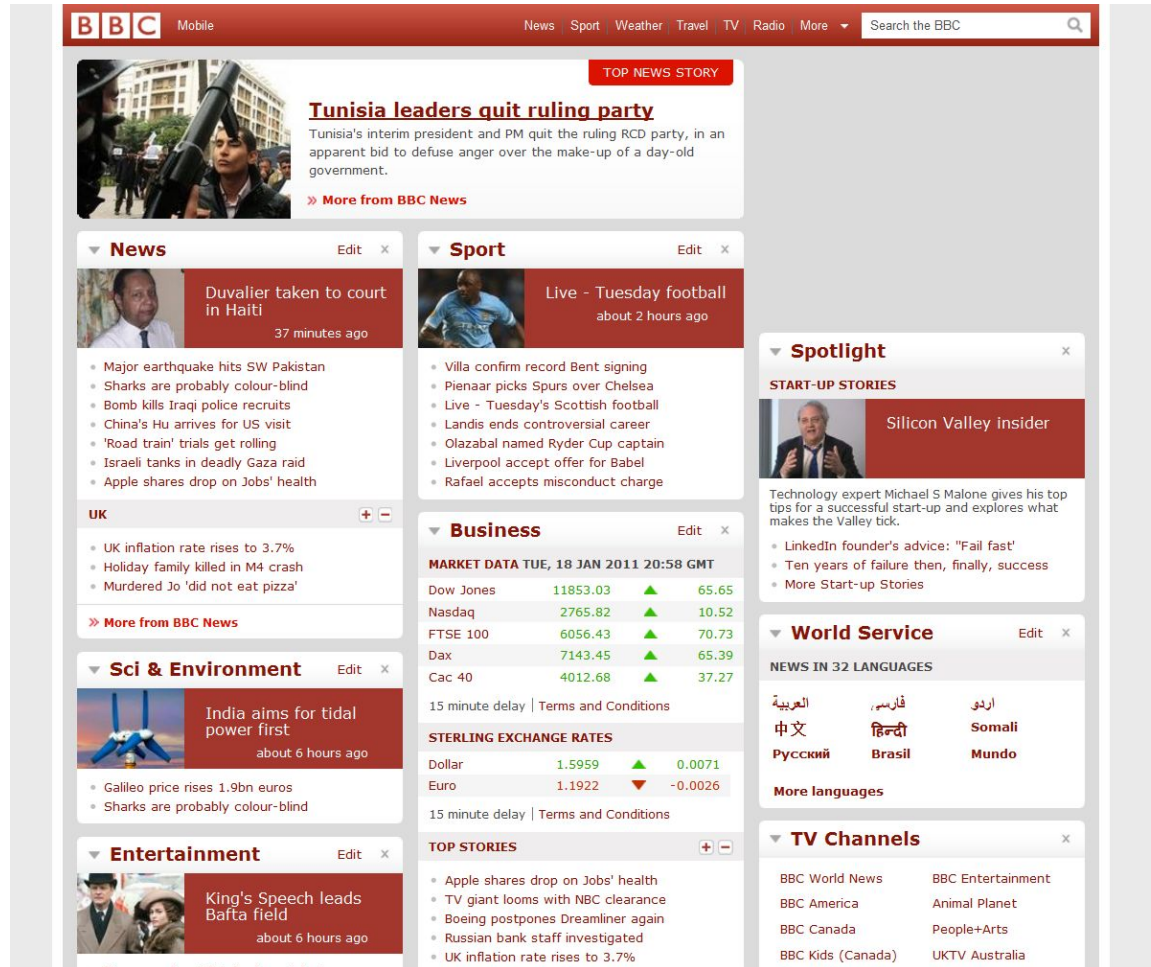 BBC
Mobile
News Sport Weather Travel TV Radio More
Search the BBC
TOP NEWS STORY
Tunisia leaders quit ruling party
Tunisia's interim president and PM quit the ruling RCD party, in an
apparent bid to defuse anger over the make-up of a day-old
government.
» More from BBC News
News Edit x
Duvalier taken to court
in Haiti
37 minutes ago
Major earthquake hits SW Pakistan
Sharks are probably colour-blind
Bomb kills Iraqi police recruits
China's Hu arrives for US visit
'Road train' trials get rolling
Israeli tanks in deadly Gaza raid
Apple shares drop on Jobs' health
UK + −
UK inflation rate rises to 3.7%
Holiday family killed in M4 crash
Murdered Jo 'did not eat pizza'
» More from BBC News
Sci & Environment Edit x
India aims for tidal
power first
about 6 hours ago
Galileo price rises 1.9bn euros
Sharks are probably colour-blind
Entertainment Edit x
King's Speech leads
Bafta field
about 6 hours ago
Sport Edit x
Live - Tuesday football
about 2 hours ago
Villa confirm record Bent signing
Pienaar picks Spurs over Chelsea
Live - Tuesday's Scottish football
Landis ends controversial career
Olazabal named Ryder Cup captain
Liverpool accept offer for Babel
Rafael accepts misconduct charge
Business Edit x
MARKET DATA TUE, 18 JAN 2011 20:58 GMT
Dow Jones 11853.03 ▲ 65.65
Nasdaq 2765.82 ▲ 10.52
FTSE 100 6056.43 ▲ 70.73
Dax 7143.45 ▲ 65.39
Cac 40 4012.68 ▲ 37.27
15 minute delay | Terms and Conditions
STERLING EXCHANGE RATES
Dollar 1.5959 ▲ 0.0071
Euro 1.1922 ▼ -0.0026
15 minute delay | Terms and Conditions
TOP STORIES + −
Apple shares drop on Jobs' health
TV giant looms with NBC clearance
Boeing postpones Dreamliner again
Russian bank staff investigated
UK inflation rate rises to 3.7%
Spotlight x
START-UP STORIES
Silicon Valley insider
Technology expert Michael S Malone gives his top
tips for a successful start-up and explores what
makes the Valley tick.
LinkedIn founder's advice: "Fail fast'
Ten years of failure then, finally, success
More Start-up Stories
World Service Edit x
NEWS IN 32 LANGUAGES
العربية فارسی اردو
中文 हिन्दी Somali
Русский Brasil Mundo
More languages
TV Channels x
BBC World News BBC Entertainment
BBC America Animal Planet
BBC Canada People+Arts
BBC Kids (Canada) UKTV Australia